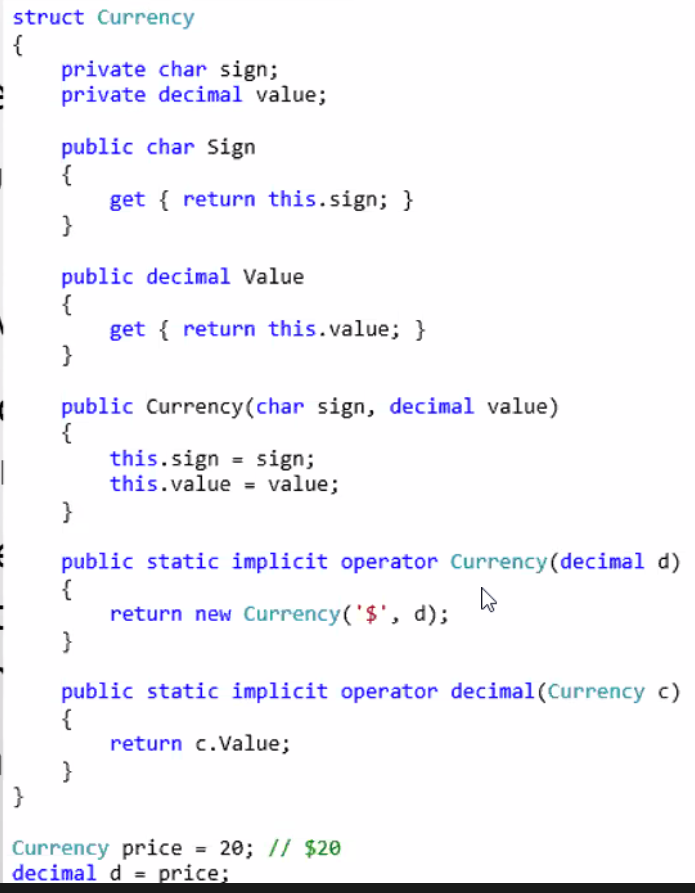 struct Currency
{
    private char sign;
    private decimal value;

    public char Sign
    {
        get { return this.sign; }
    }

    public decimal Value
    {
        get { return this.value; }
    }

    public Currency(char sign, decimal value)
    {
        this.sign = sign;
        this.value = value;
    }

    public static implicit operator Currency(decimal d)
    {
        return new Currency('$', d);
    }

    public static implicit operator decimal(Currency c)
    {
        return c.Value;
    }
}

Currency price = 20; // $20
decimal d = price;